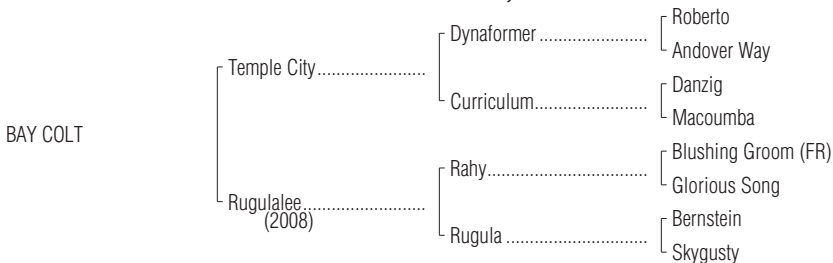 Roberto
Dynaformer
Andover Way
Temple City
Danzig
Curriculum
Macoumba
BAY COLT
Blushing Groom (FR)
Rahy
Glorious Song
Rugulalee
(2008)
Bernstein
Rugula
Skygusty